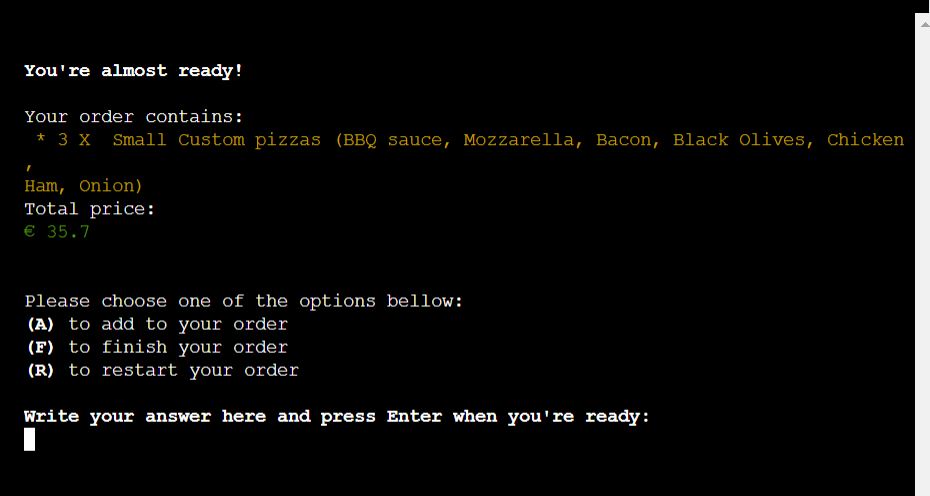 You're almost ready!
Your order contains:
* 3 X  Small Custom pizzas (BBQ sauce, Mozzarella, Bacon, Black Olives, Chicken
,
Ham, Onion)
Total price:
€ 35.7
Please choose one of the options bellow:
(A) to add to your order
(F) to finish your order
(R) to restart your order
Write your answer here and press Enter when you're ready: